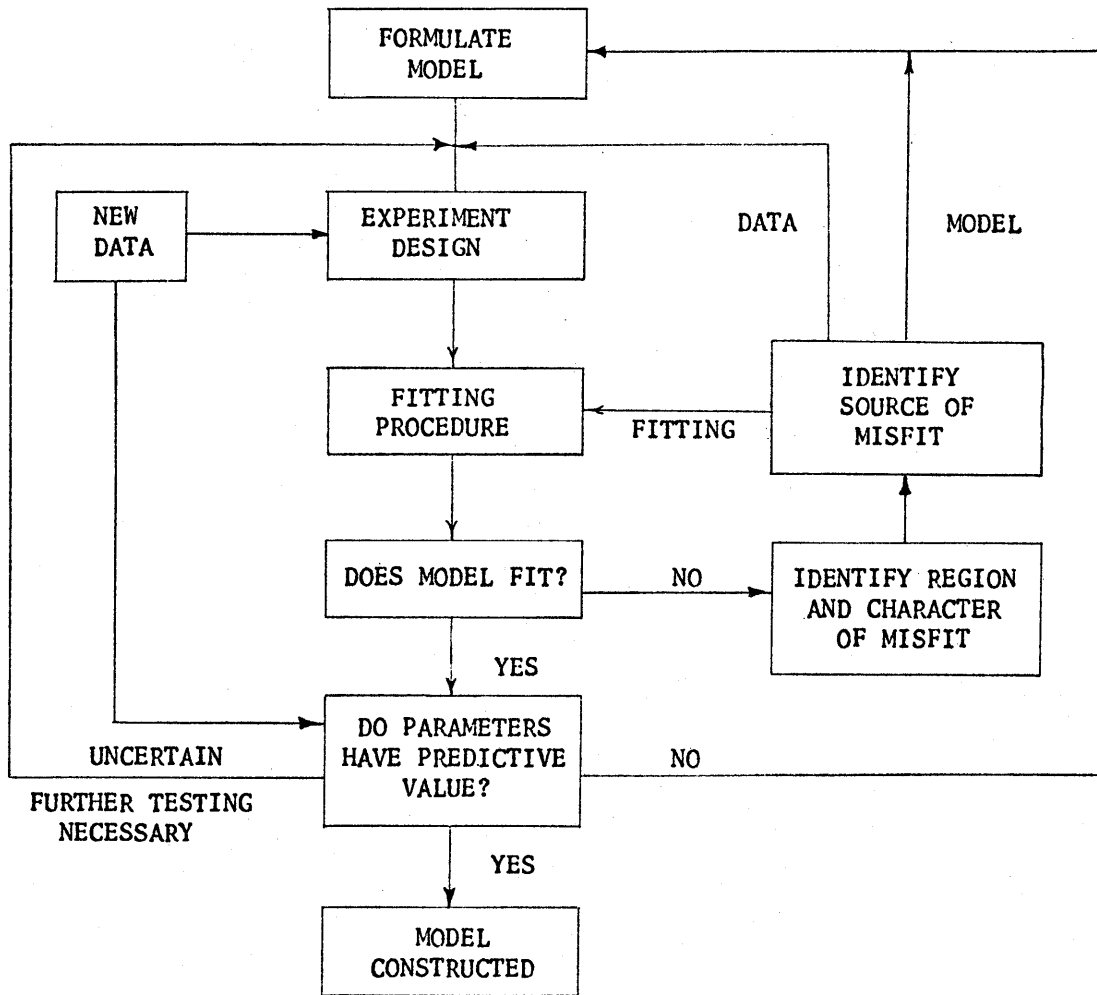 FORMULATE
MODEL
NEW
DATA
EXPERIMENT
DESIGN
DATA
MODEL
FITTING
PROCEDURE
FITTING
IDENTIFY
SOURCE OF
MISFIT
DOES MODEL FIT?
NO
IDENTIFY REGION
AND CHARACTER
OF MISFIT
YES
DO PARAMETERS
HAVE PREDICTIVE
VALUE?
UNCERTAIN
FURTHER TESTING
NECESSARY
NO
YES
MODEL
CONSTRUCTED